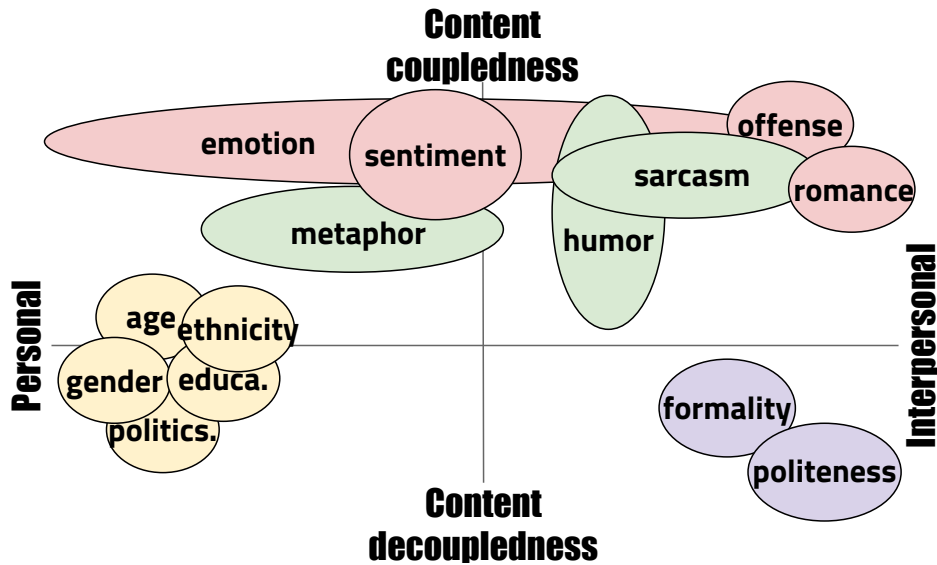 Content
coupledness
emotion
sentiment
offense
sarcasm
romance
metaphor
humor
Personal
Interpersonal
age
ethnicity
gender
educa.
politics.
formality
politeness
Content
decoupledness